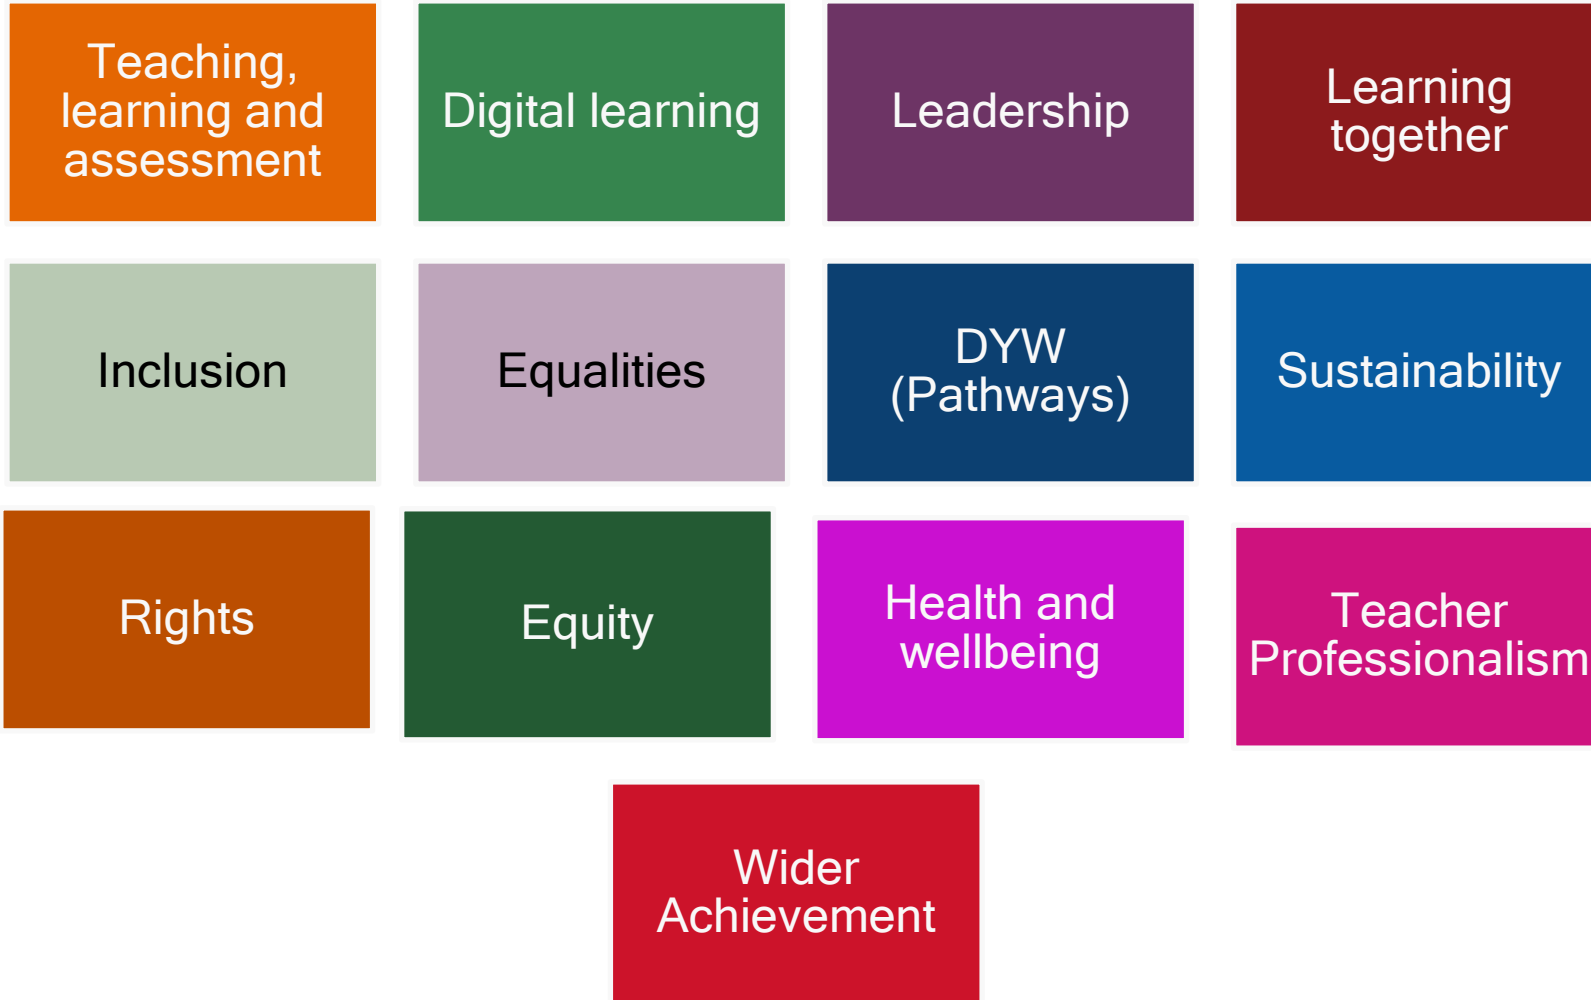 Teaching,
learning and
assessment
Digital learning
Leadership
Learning
together
Inclusion
Equalities
DYW
(Pathways)
Sustainability
Rights
Equity
Health and
wellbeing
Teacher
Professionalism
Wider
Achievement